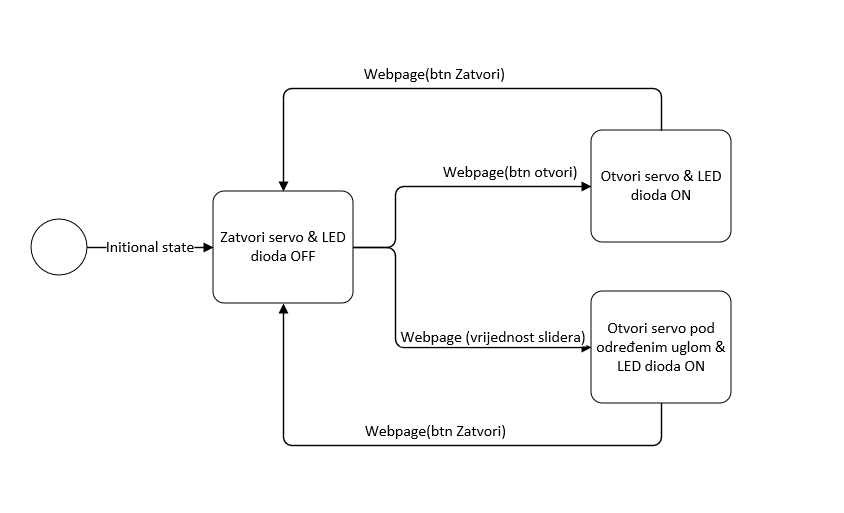 Webpage(btn Zatvori)
Webpage(btn otvori)
Otvori servo & LED
dioda ON
Initional state
Zatvori servo & LED
dioda OFF
Webpage (vrijednost slidera)
Otvori servo pod
određenim uglom &
LED dioda ON
Webpage(btn Zatvori)